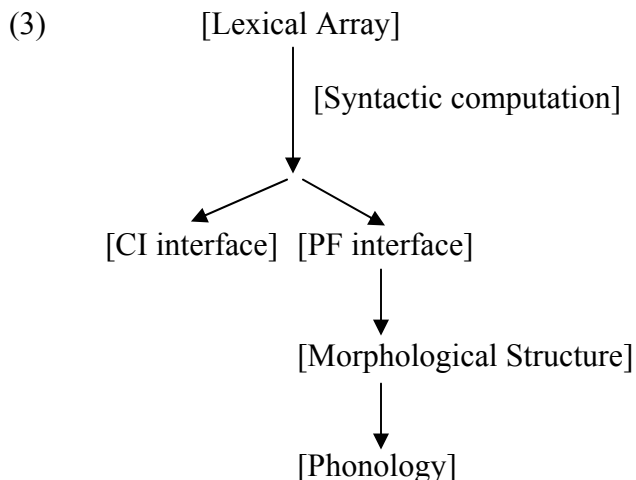 (3) [Lexical Array]
[Syntactic computation]
[CI interface] [PF interface]
[Morphological Structure]
[Phonology]